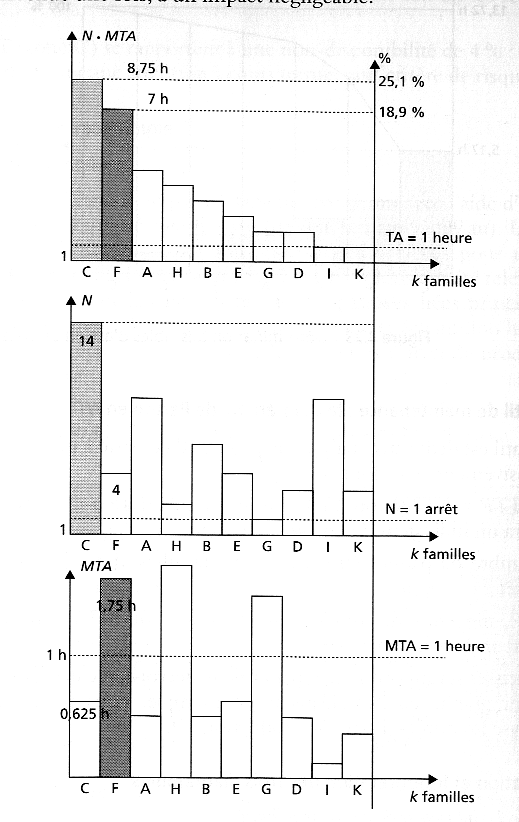 N · MTA
8,75 h
%
25,1 %
7 h
18,9 %
TA = 1 heure
1
C F A H B E G D I K
k familles
N
14
4
N = 1 arrêt
1
C F A H B E G D I K
k familles
MTA
1,75 h
1 h
MTA = 1 heure
0,625 h
C F A H B E G D I K
k familles